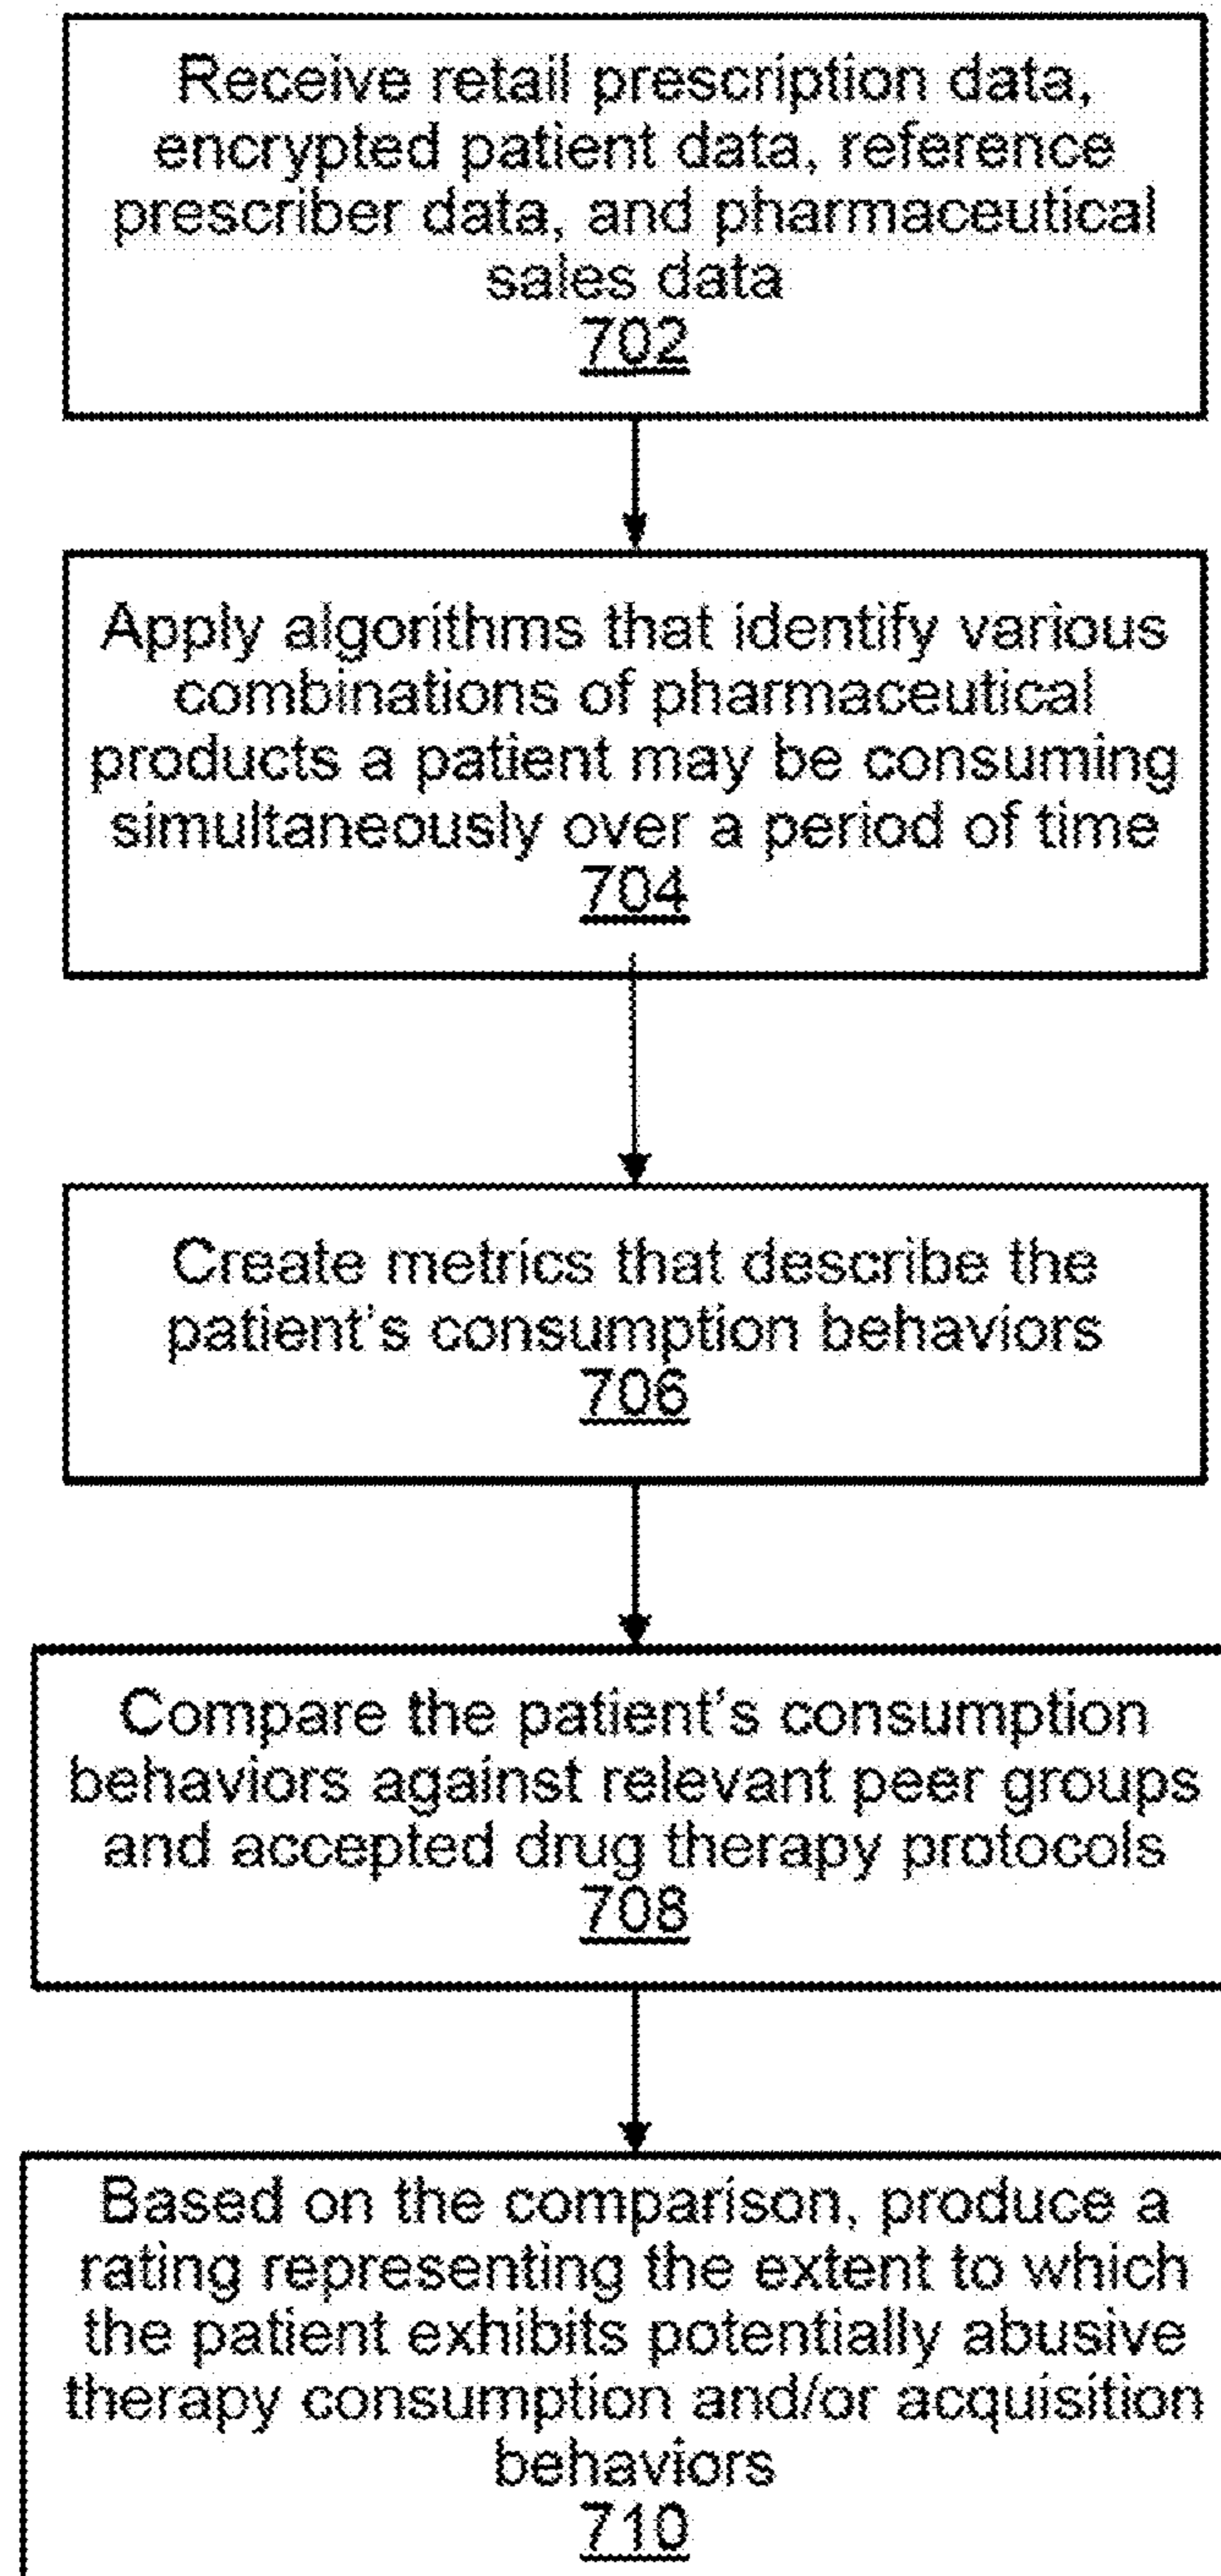 Receive retail prescription data,
encrypted patient data, reference
prescriber data, and pharmaceutical
sales data
702
Apply algorithms that identify various
combinations of pharmaceutical
products a patient may be consuming
simultaneously over a period of time
704
Create metrics that describe the
patient's consumption behaviors
706
Compare the patient's consumption
behaviors against relevant peer groups
and accepted drug therapy protocols
708
Based on the comparison, produce a
rating representing the extent to which
the patient exhibits potentially abusive
therapy consumption and/or acquisition
behaviors
710